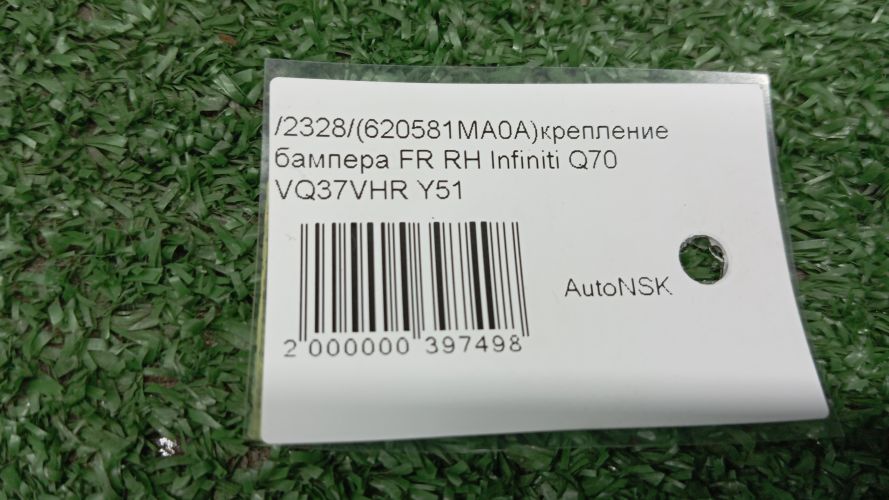 /2328/(620581MA0A)крепление
бампера FR RH Infiniti Q70
VQ37VHR Y51
AutoNSK
2 000000 397498